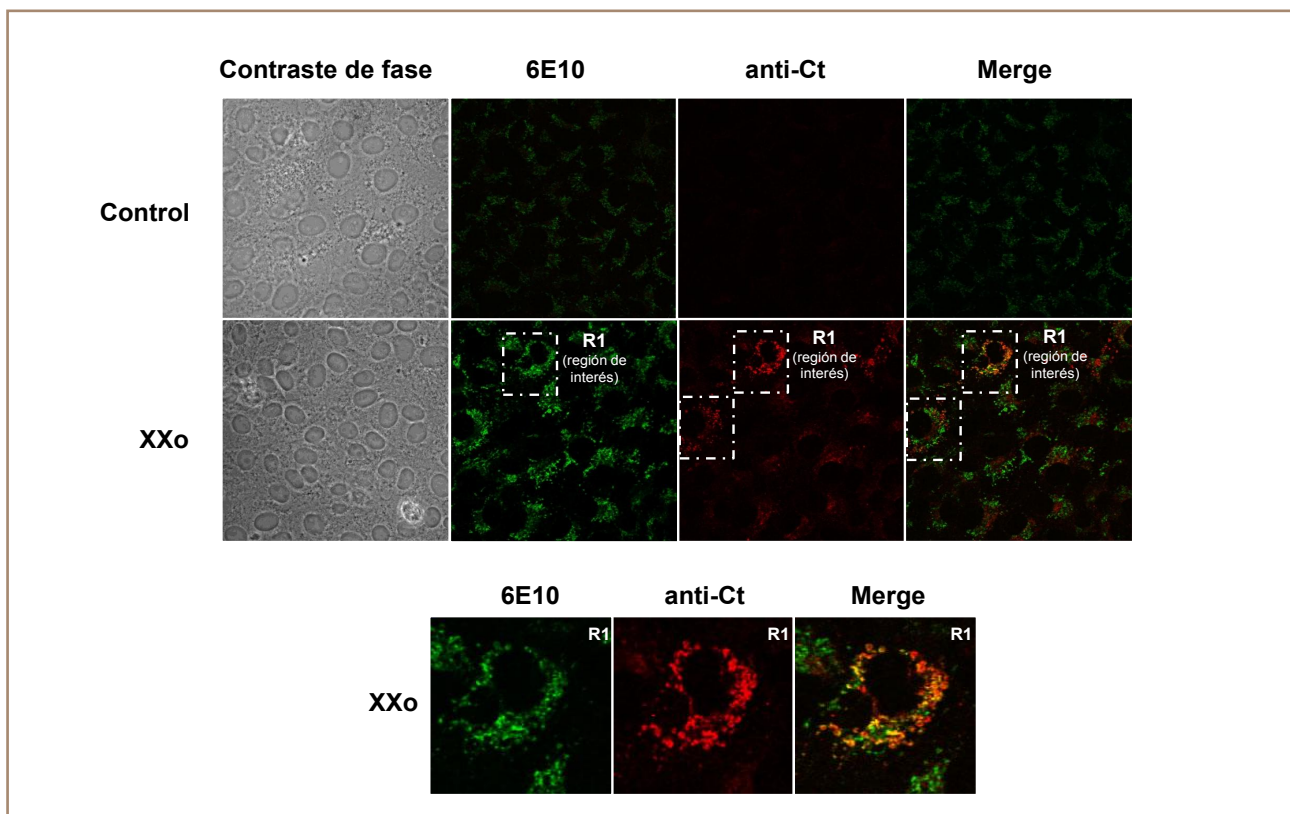 Contraste de fase 6E10 anti-Ct Merge
Control
XXo
R1
(región de
interés)
R1
(región de
interés)
R1
(región de
interés)
6E10 anti-Ct Merge
XXo
R1 R1 R1